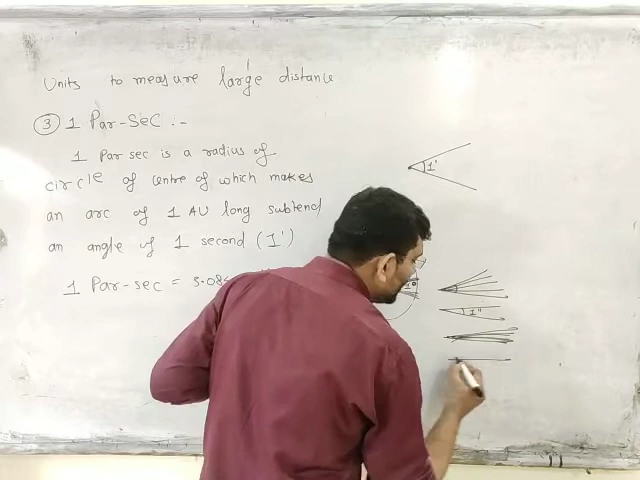 Units to measure large distance
③ 1 Par-Sec :-
1 Par sec is a radius of
circle of centre of which makes
an arc of 1 AU long subtend
an angle of 1 second (1')
1 Par-sec = 3.08
1'
1°
1"